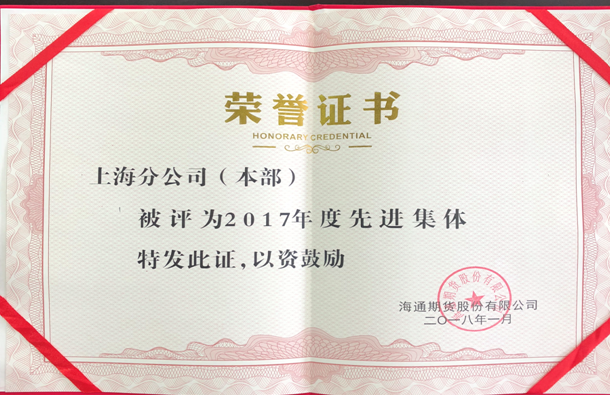 荣誉证书
HONORARY CREDENTIAL
上海分公司（本部）
被评为2017年度先进集体
特发此证,以资鼓励
海通期货股份有限公司
二〇一八年一月